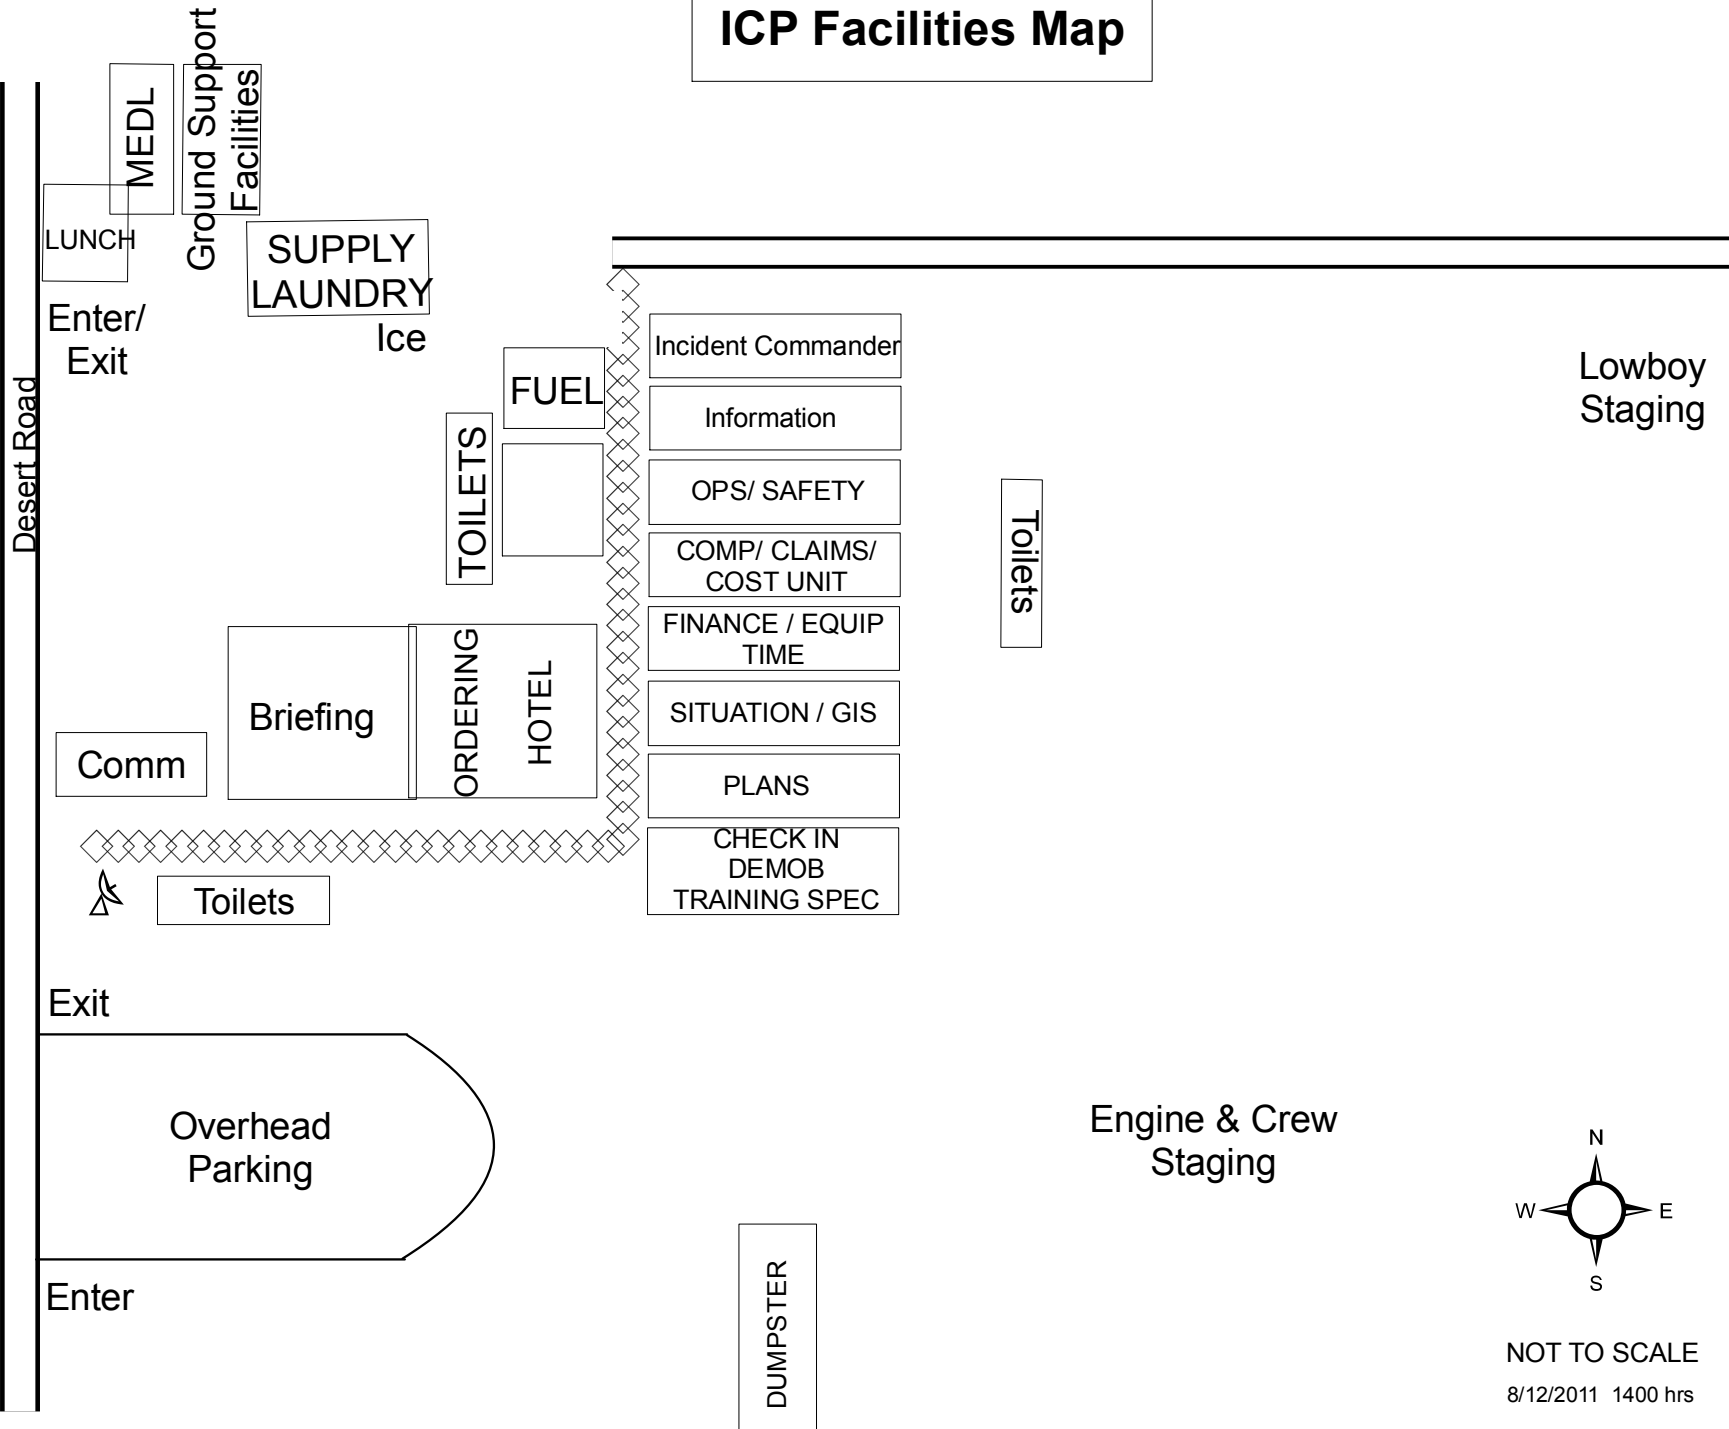 ICP Facilities Map
MEDL
Ground Support
Facilities
LUNCH
SUPPLY
LAUNDRY
Ice
Enter/
Exit
Desert Road
FUEL
TOILETS
Incident Commander
Information
OPS/ SAFETY
COMP/ CLAIMS/
COST UNIT
FINANCE / EQUIP
TIME
SITUATION / GIS
PLANS
CHECK IN
DEMOB
TRAINING SPEC
Lowboy
Staging
Toilets
Briefing
ORDERING
HOTEL
Comm
Toilets
Exit
Overhead
Parking
Enter
Engine & Crew
Staging
DUMPSTER
N
W
E
S
NOT TO SCALE
8/12/2011 1400 hrs